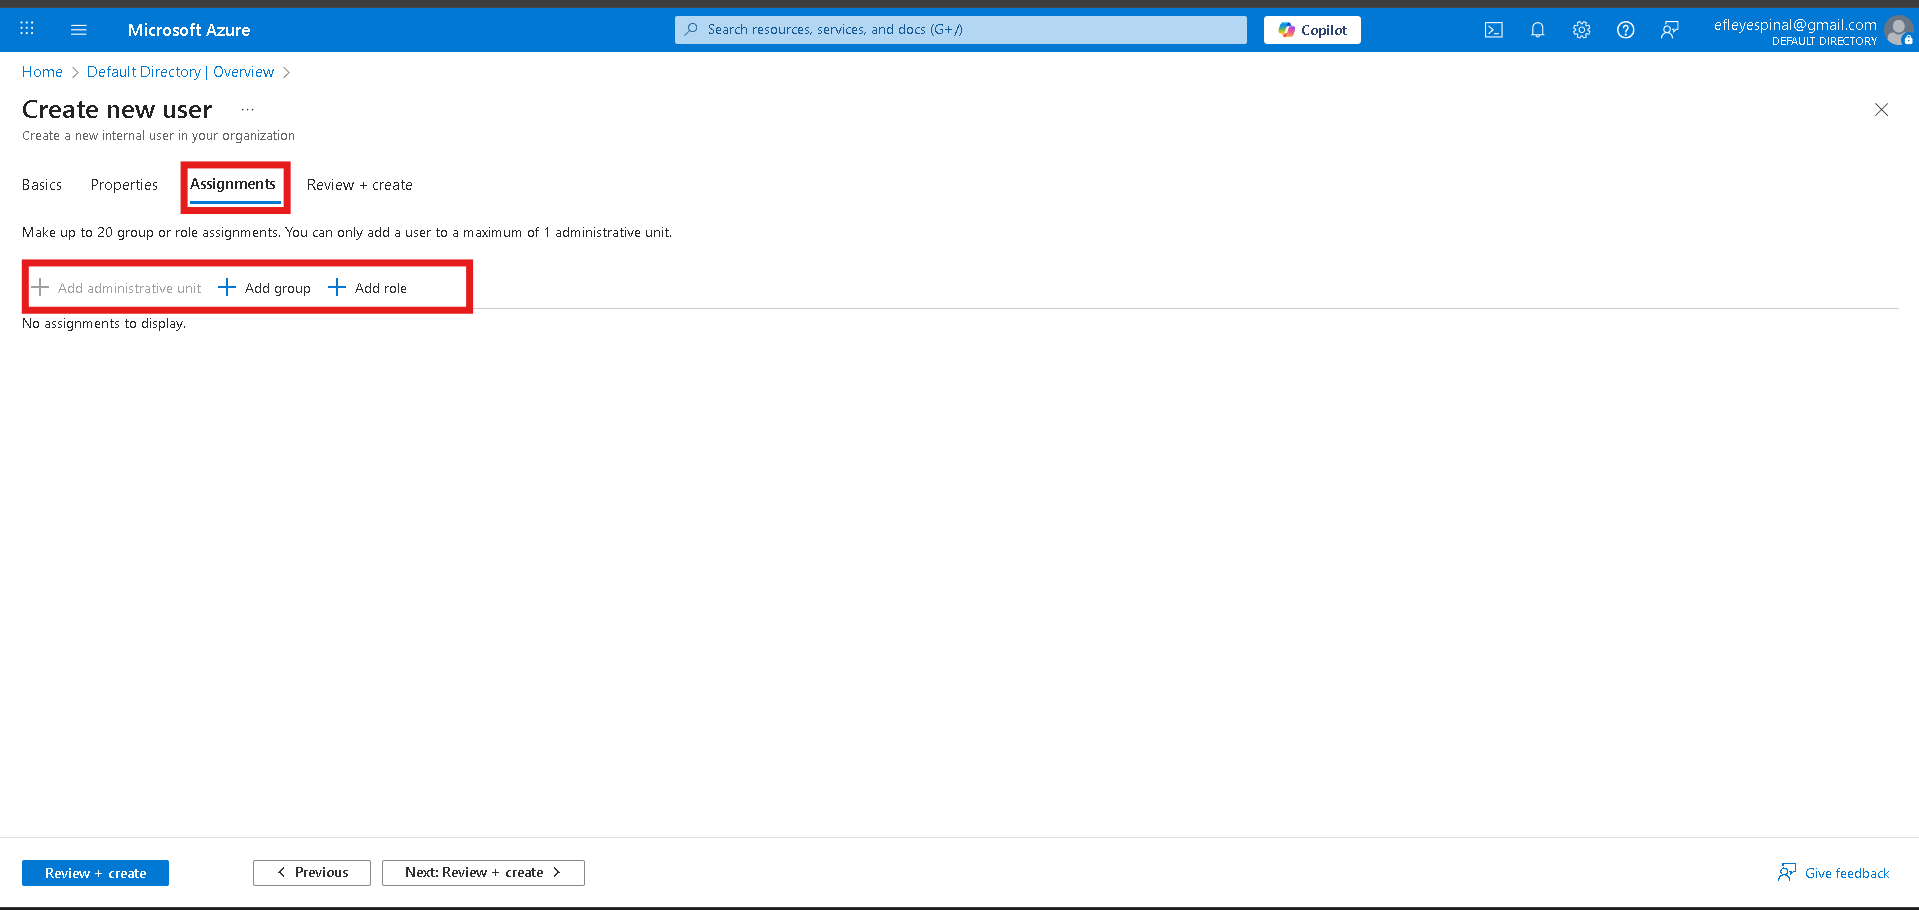 Microsoft Azure
Search resources, services, and docs (G+/)
Copilot
efleyespinal@gmail.com
DEFAULT DIRECTORY
Home > Default Directory | Overview >
Create new user ...
Create a new internal user in your organization
Basics Properties Assignments Review + create
Make up to 20 group or role assignments. You can only add a user to a maximum of 1 administrative unit.
+ Add administrative unit + Add group + Add role
No assignments to display.
Review + create < Previous Next: Review + create > Give feedback